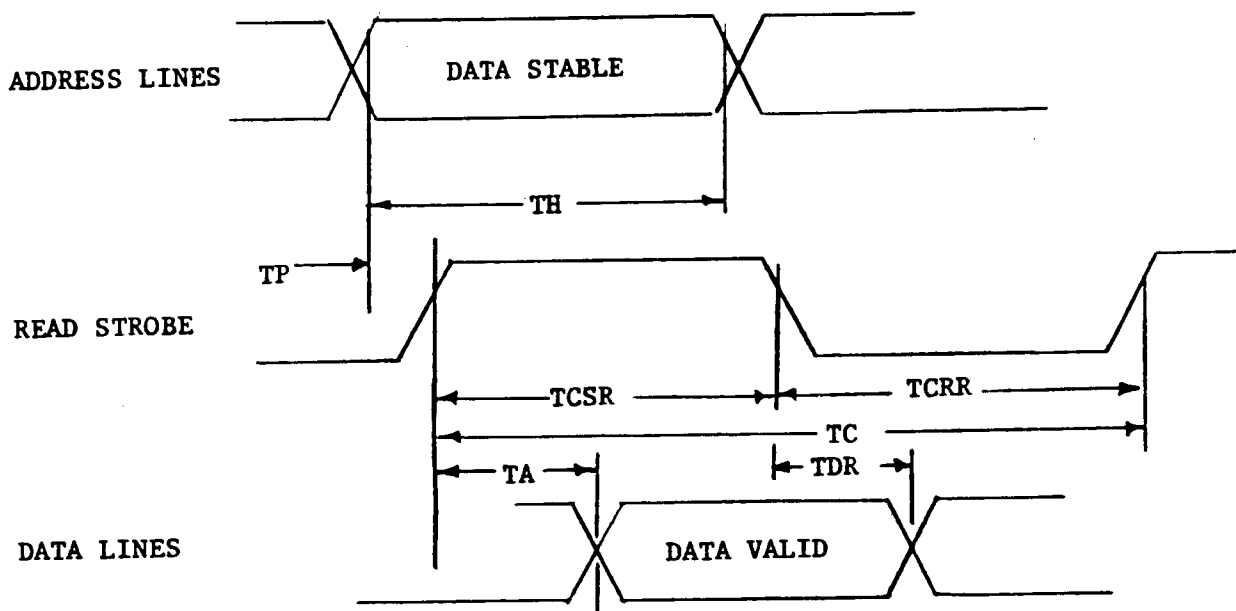 ADDRESS LINES
DATA STABLE
TH
TP
READ STROBE
TCSR
TCRR
TC
TA
TDR
DATA LINES
DATA VALID